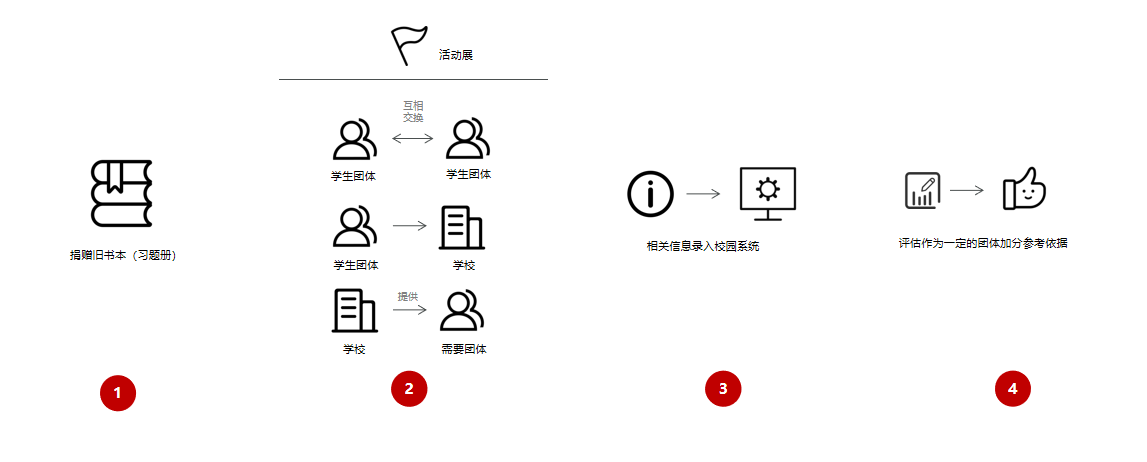 捐赠旧书本（习题册）
1
活动展
互相
交换
学生团体
学生团体
学生团体
学校
提供
学校
需要团体
2
相关信息录入校园系统
3
评估作为一定的团体加分参考依据
4